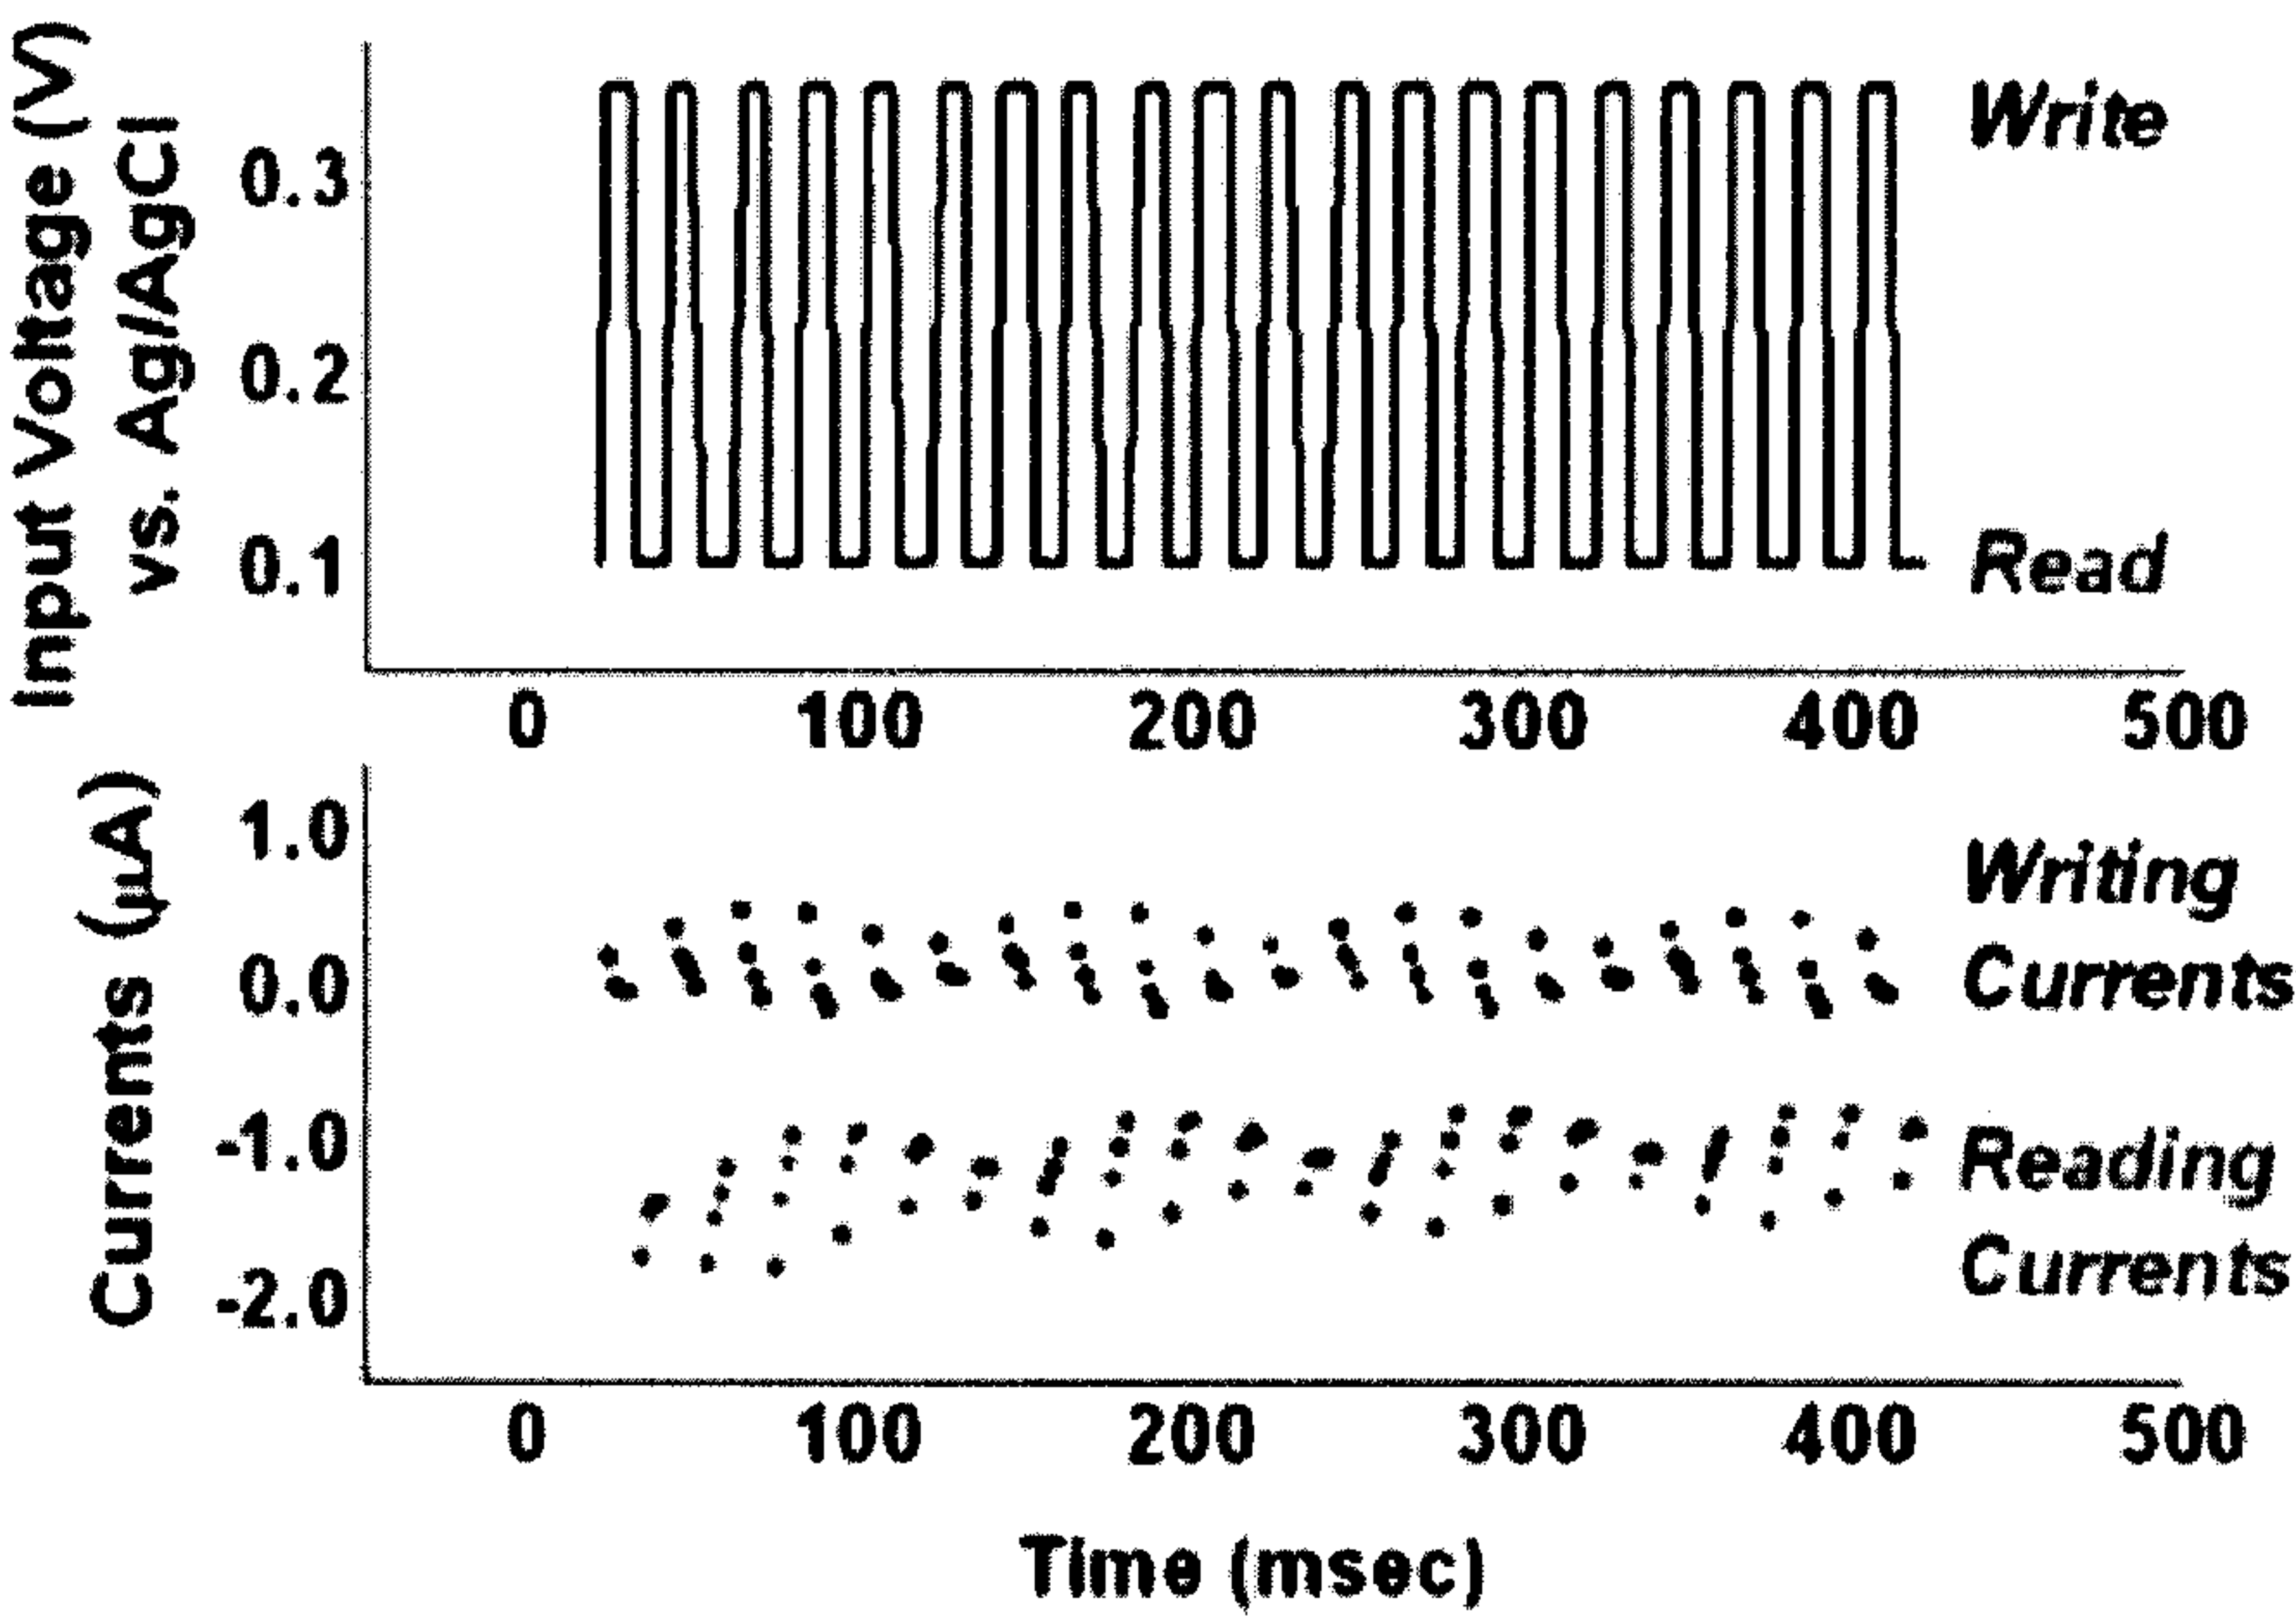 Input Voltage (V)
vs. Ag/AgCl
0.3
0.2
0.1
Write
Read
0 100 200 300 400 500
Currents (µA)
1.0
0.0
-1.0
-2.0
Writing
Currents
Reading
Currents
0 100 200 300 400 500
Time (msec)